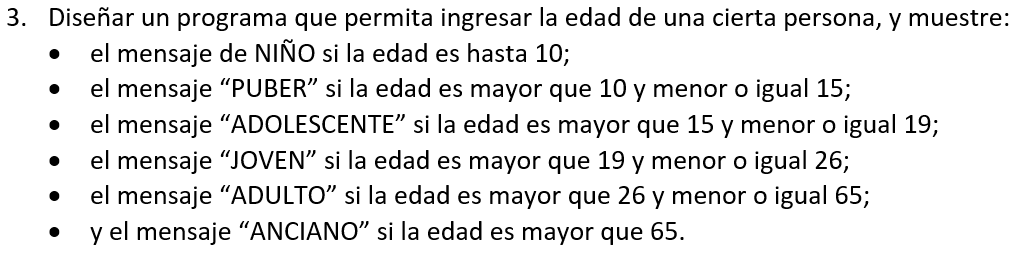 3. Diseñar un programa que permita ingresar la edad de una cierta persona, y muestre:
• el mensaje de NIÑO si la edad es hasta 10;
• el mensaje “PUBER” si la edad es mayor que 10 y menor o igual 15;
• el mensaje “ADOLESCENTE” si la edad es mayor que 15 y menor o igual 19;
• el mensaje “JOVEN” si la edad es mayor que 19 y menor o igual 26;
• el mensaje “ADULTO” si la edad es mayor que 26 y menor o igual 65;
• y el mensaje “ANCIANO” si la edad es mayor que 65.